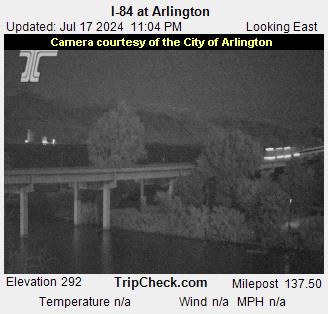 I-84 at Arlington
Updated: Jul 17 2024 11:04 PM Looking East
Camera courtesy of the City of Arlington
Elevation 292 TripCheck.com Milepost 137.50
Temperature n/a Wind n/a MPH n/a